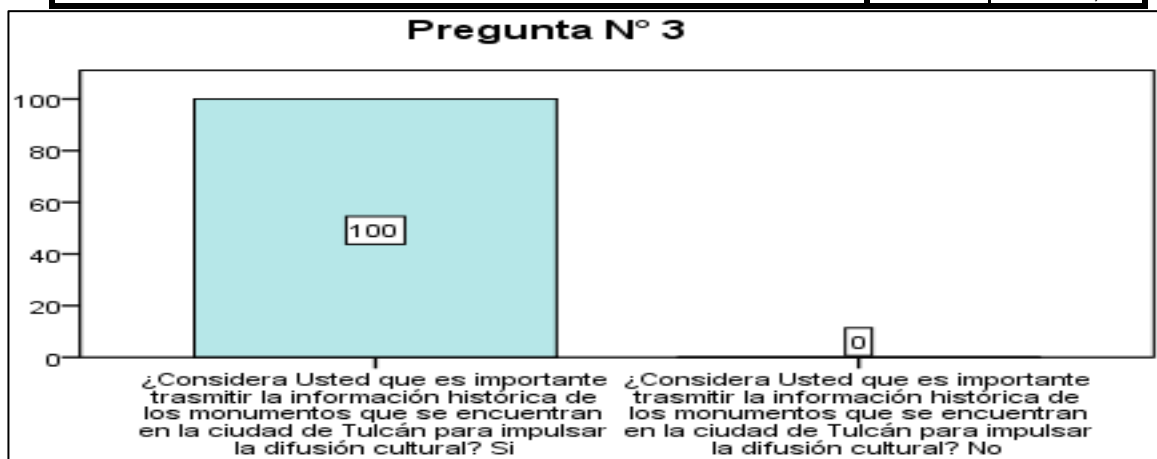 Pregunta N° 3
100
80
60
40
20
0
100
0
¿Considera Usted que es importante
trasmitir la información histórica de
los monumentos que se encuentran
en la ciudad de Tulcán para impulsar
la difusión cultural? Si
¿Considera Usted que es importante
trasmitir la información histórica de
los monumentos que se encuentran
en la ciudad de Tulcán para impulsar
la difusión cultural? No